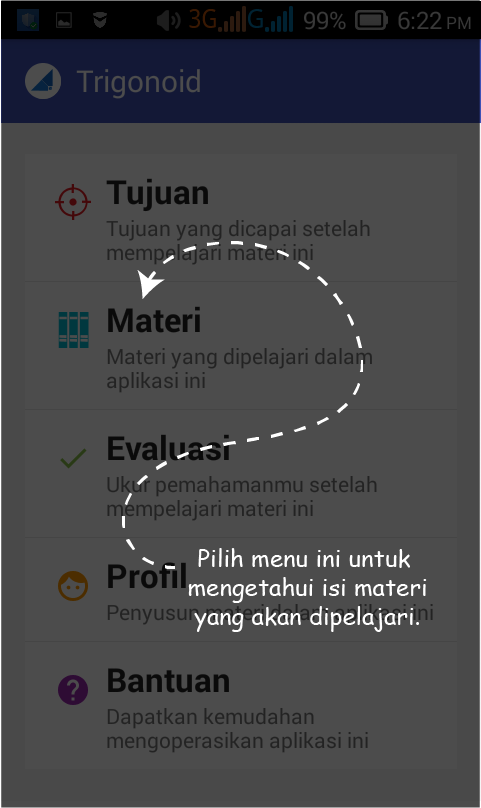 3G G 99% 6:22 PM
Trigonoid
Tujuan
Tujuan yang dicapai setelah
mempelajari materi ini
Materi
Materi yang dipelajari dalam
aplikasi ini
Evaluasi
Ukur pemahamanmu setelah
mempelajari materi ini
Profil
Penyusun materi dalam aplikasi ini
Pilih menu ini untuk
mengetahui isi materi
yang akan dipelajari.
Bantuan
Dapatkan kemudahan
mengoperasikan aplikasi ini